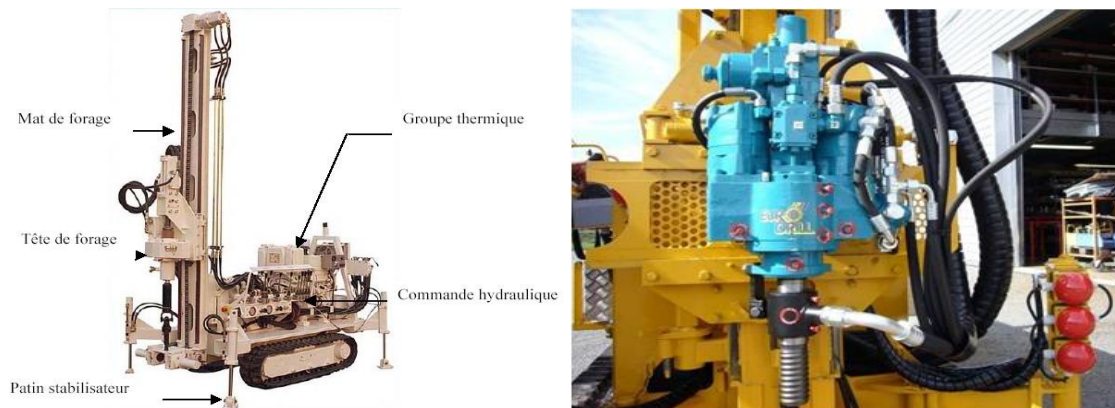 Mat de forage
Groupe thermique
Tête de forage
Commande hydraulique
Patin stabilisateur
EURO
DRILL